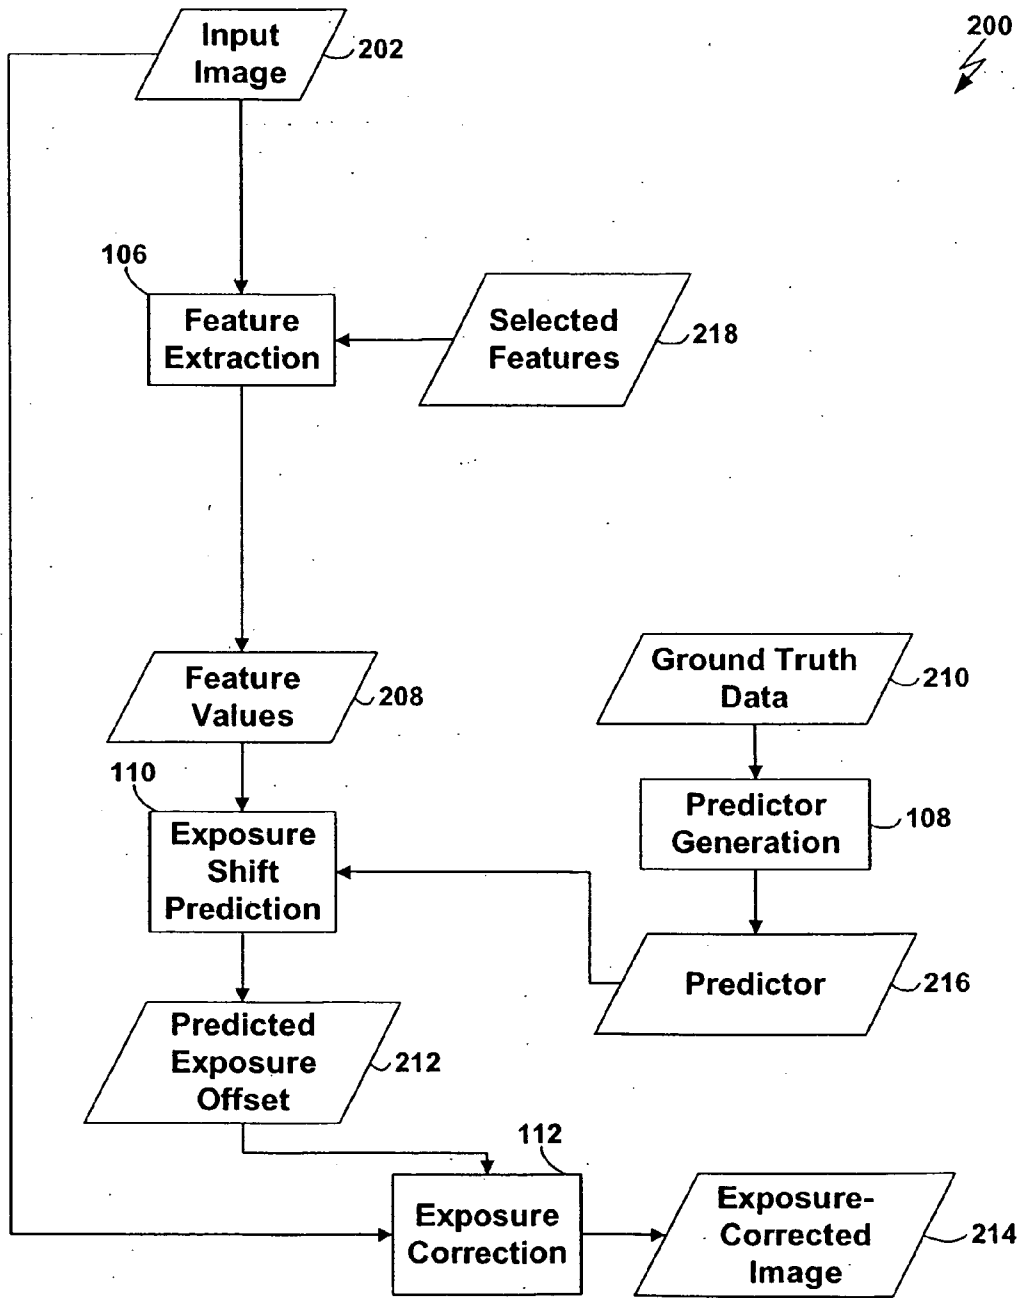 Input
Image
202
200
106
Feature
Extraction
Selected
Features
218
Feature
Values
208
Ground Truth
Data
210
110
Exposure
Shift
Prediction
Predictor
Generation
108
Predictor
216
Predicted
Exposure
Offset
212
112
Exposure
Correction
Exposure-
Corrected
Image
214